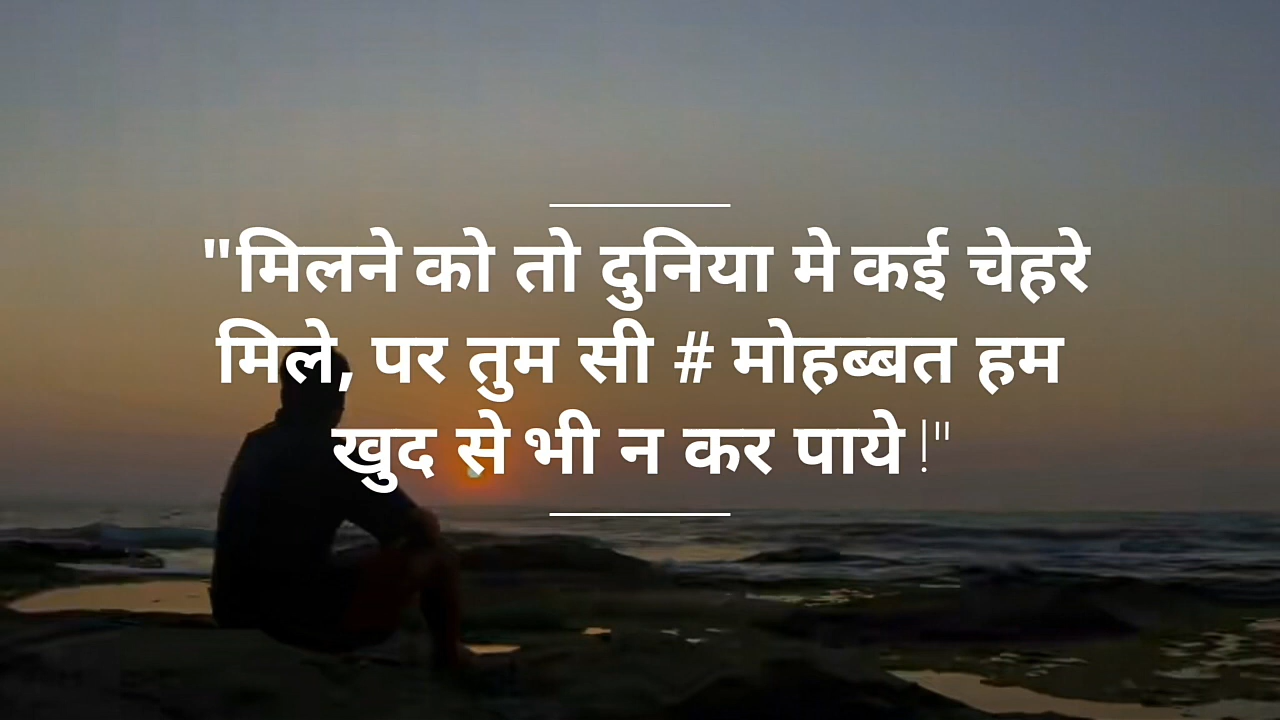 "मिलने को तो दुनिया मे कई चेहरे
मिले, पर तुम सी # मोहब्बत हम
खुद से भी न कर पाये !"